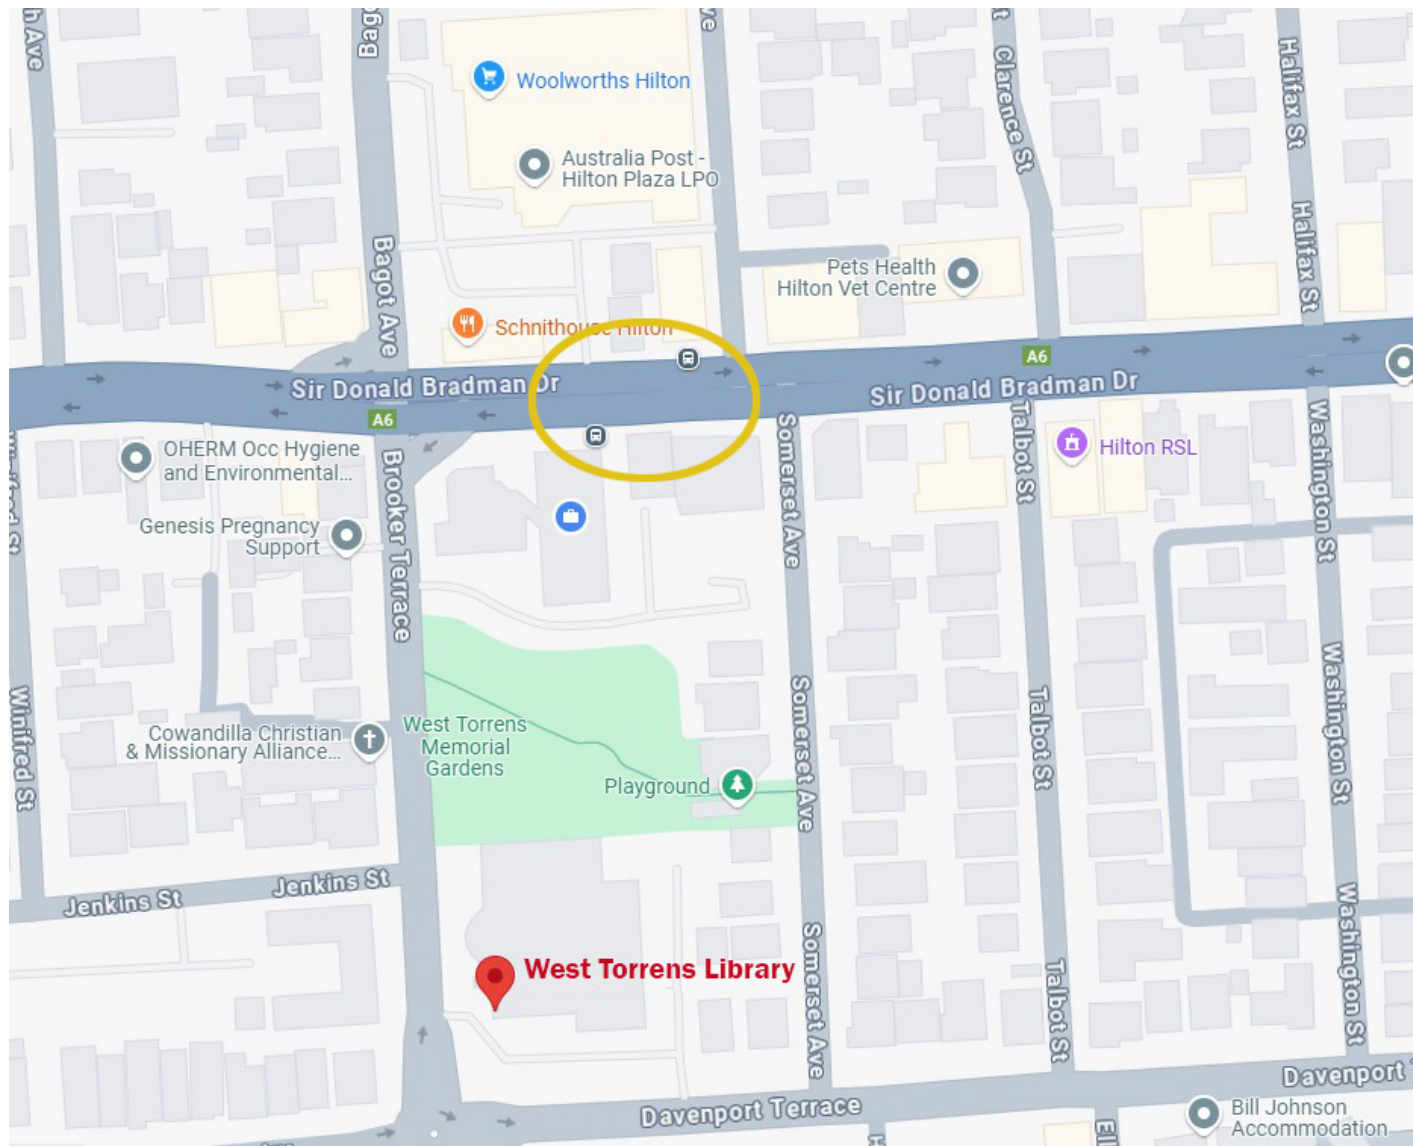 Woolworths Hilton
Australia Post -
Hilton Plaza LPO
Clarence St
Halifax St
Halifax St
Bagot Ave
Pets Health
Hilton Vet Centre
Schnithouse Hilton
A6
Sir Donald Bradman Dr
Sir Donald Bradman Dr
A6
OHERM Occ Hygiene
and Environmental...
Genesis Pregnancy
Support
Brooker Terrace
Somerset Ave
Talbot St
Hilton RSL
Washington St
Winifred St
Cowandilla Christian
& Missionary Alliance...
West Torrens
Memorial
Gardens
Playground
Somerset Ave
Talbot St
Washington St
Jenkins St
Jenkins St
West Torrens Library
Somerset Ave
Talbot St
Washington St
Davenport Terrace
Davenport
Bill Johnson
Accommodation